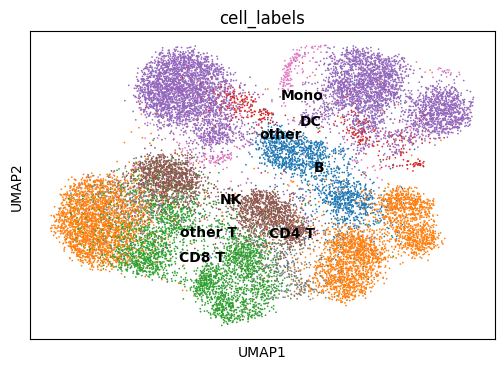 cell_labels
Mono
DC
other
B
NK
other T
CD4 T
CD8 T
UMAP2
UMAP1